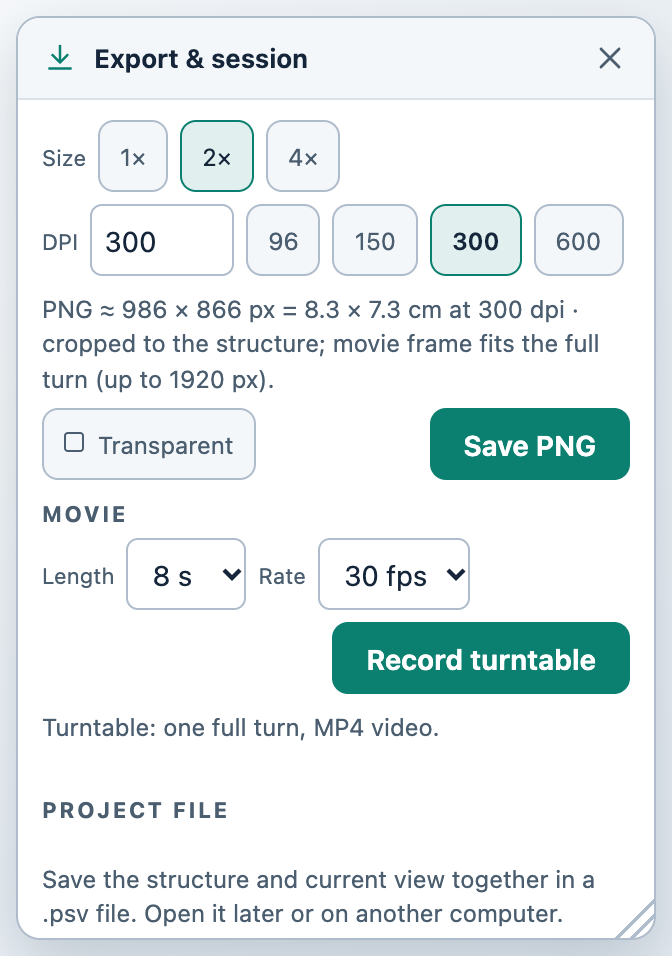 Export & session
Size 1× 2× 4×
DPI 300 96 150 300 600
PNG ≈ 986 × 866 px = 8.3 × 7.3 cm at 300 dpi ·
cropped to the structure; movie frame fits the full
turn (up to 1920 px).
Transparent Save PNG
MOVIE
Length 8 s Rate 30 fps
Record turntable
Turntable: one full turn, MP4 video.
PROJECT FILE
Save the structure and current view together in a
.psv file. Open it later or on another computer.